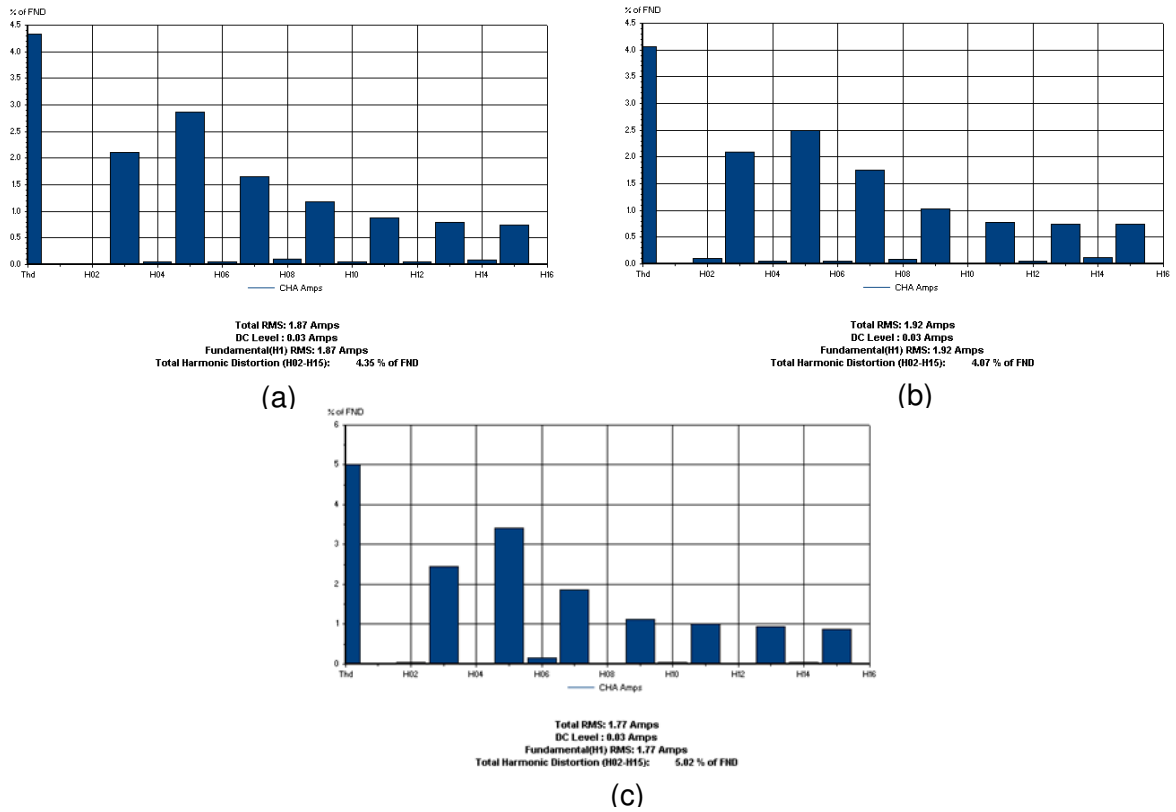 % of FND
4.5
4.0
3.5
3.0
2.5
2.0
1.5
1.0
0.5
0.0
Thd H02 H04 H06 H08 H10 H12 H14 H16
CHA Amps
Total RMS: 1.87 Amps
DC Level : 0.03 Amps
Fundamental(H1) RMS: 1.87 Amps
Total Harmonic Distortion (H02-H15): 4.35 % of FND
(a)
% of FND
4.5
4.0
3.5
3.0
2.5
2.0
1.5
1.0
0.5
0.0
Thd H02 H04 H06 H08 H10 H12 H14 H16
CHA Amps
Total RMS: 1.92 Amps
DC Level : 0.03 Amps
Fundamental(H1) RMS: 1.92 Amps
Total Harmonic Distortion (H02-H15): 4.07 % of FND
(b)
% of FND
6
5
4
3
2
1
0
Thd H02 H04 H06 H08 H10 H12 H14 H16
CHA Amps
Total RMS: 1.77 Amps
DC Level : 0.03 Amps
Fundamental(H1) RMS: 1.77 Amps
Total Harmonic Distortion (H02-H15): 5.02 % of FND
(c)